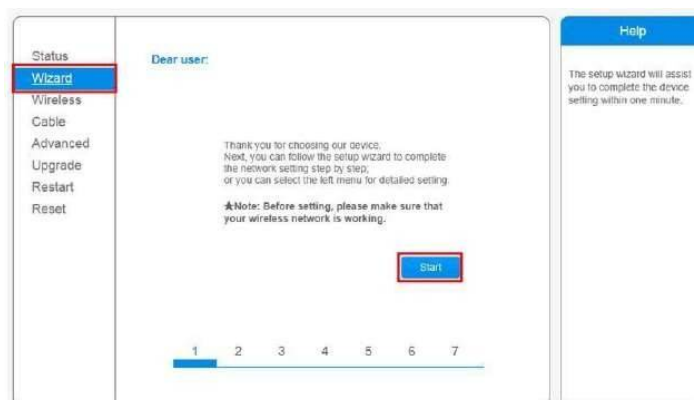 Status
Wizard
Wireless
Cable
Advanced
Upgrade
Restart
Reset
Dear user:
Thank you for choosing our device.
Next, you can follow the setup wizard to complete
the network setting step by step;
or you can select the left menu for detailed setting.
★Note: Before setting, please make sure that
your wireless network is working.
Start
1 2 3 4 5 6 7
Help
The setup wizard will assist
you to complete the device
setting within one minute.